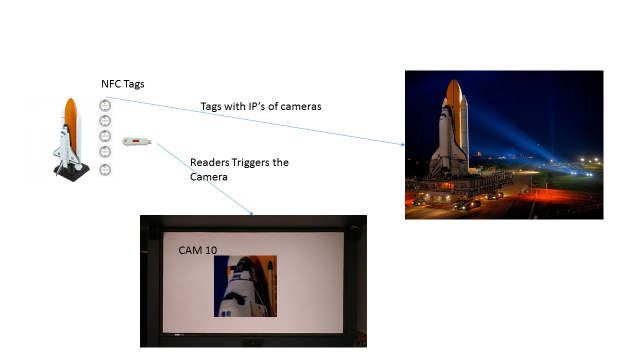 NFC Tags
Tags with IP's of cameras
Readers Triggers the
Camera
CAM 10